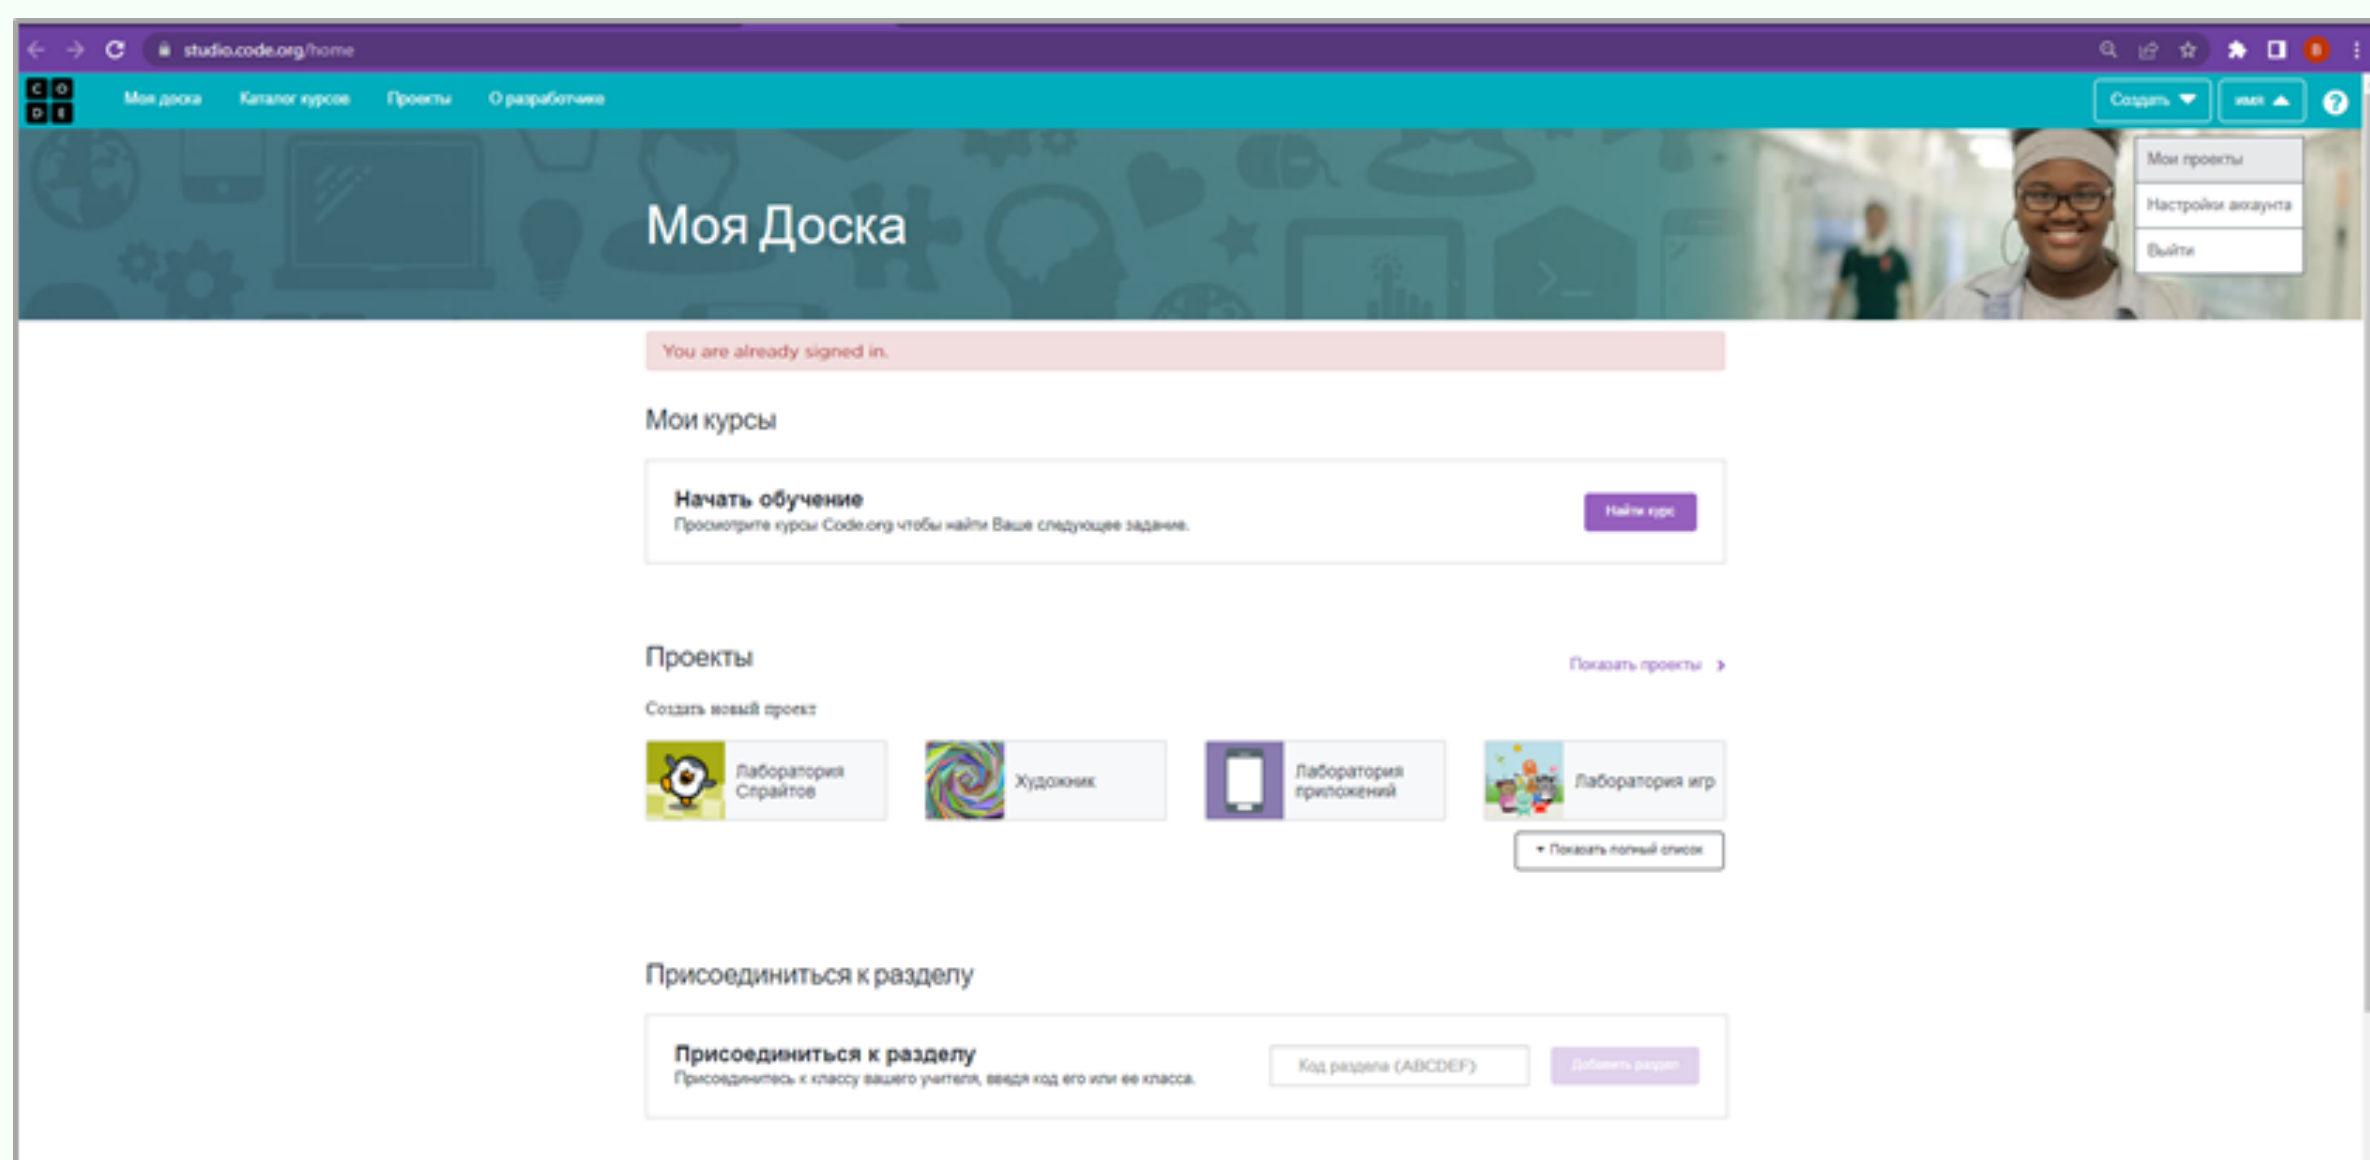 studio.code.org/home
C O
D E
Моя доска Каталог курсов Проекты О разработчике Создать имя ?
Мои проекты
Настройки аккаунта
Выйти
Моя Доска
You are already signed in.
Мои курсы
Начать обучение
Просмотрите курсы Code.org чтобы найти Ваше следующее задание.
Найти курс
Проекты
Показать проекты
Создать новый проект
Лаборатория
Спрайтов
Художник
Лаборатория
приложений
Лаборатория игр
Показать полный список
Присоединиться к разделу
Присоединиться к разделу
Присоединитесь к классу вашего учителя, введя код его или ее класса.
Код раздела (ABCDEF)
Добавить раздел